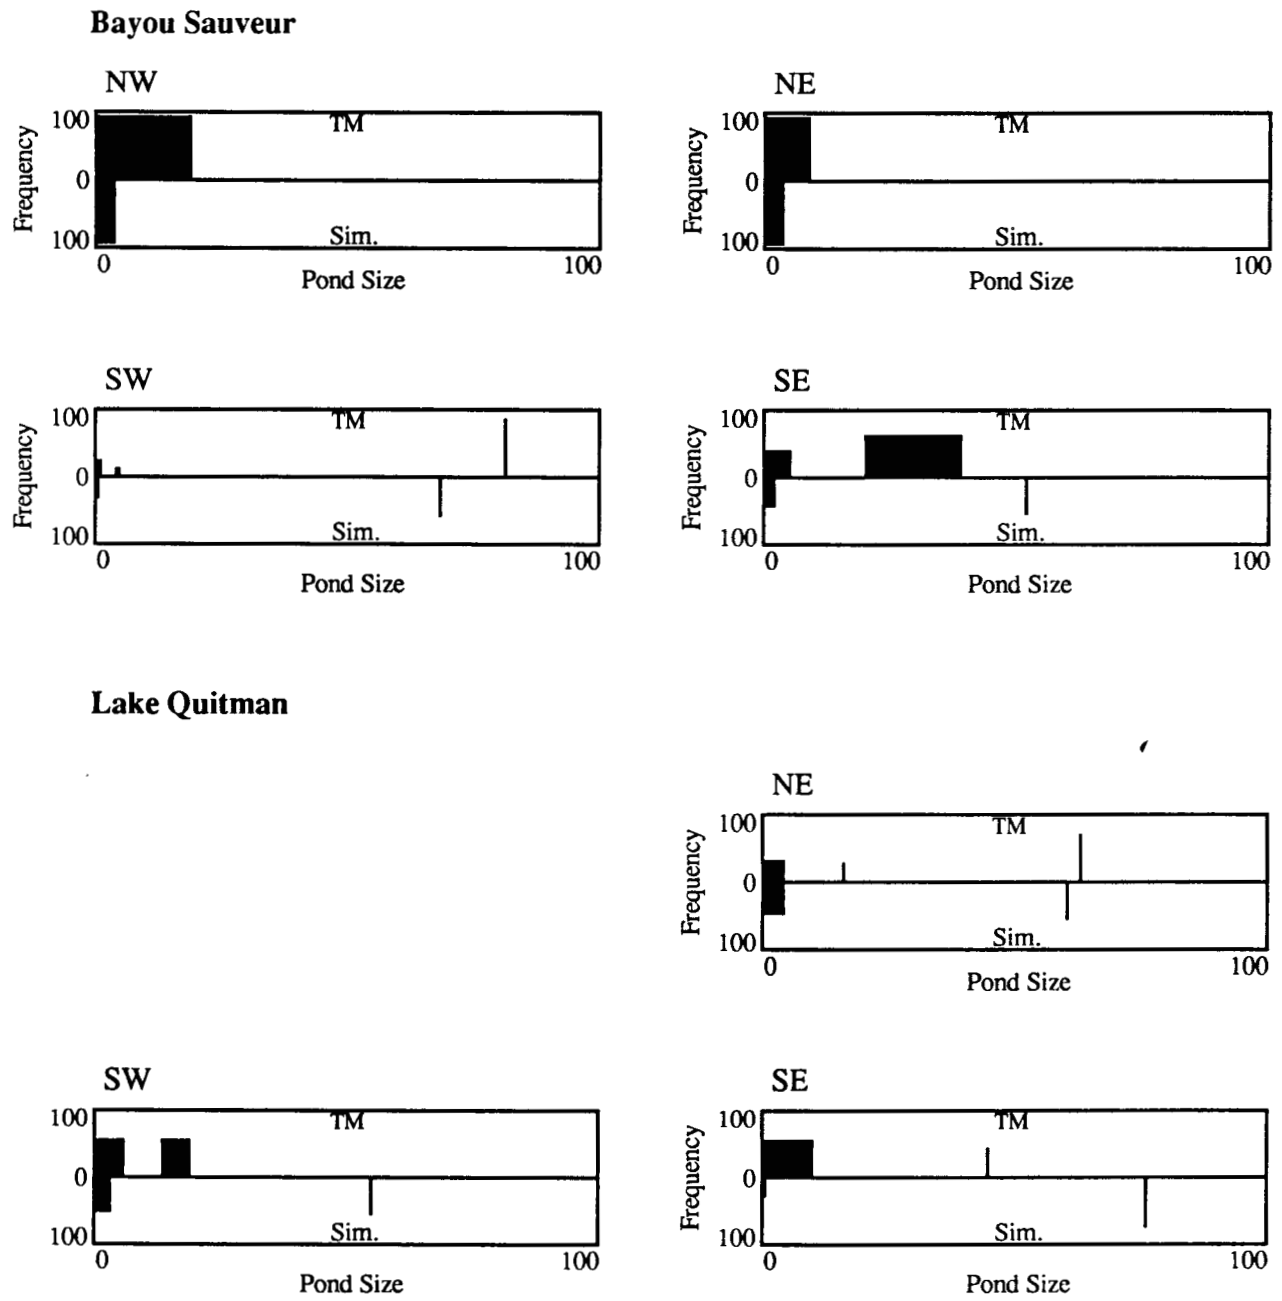 Bayou Sauveur
NW
100
TM
Frequency
0
100
Sim.
0
100
Pond Size
NE
100
TM
Frequency
0
100
Sim.
0
100
Pond Size
SW
100
TM
Frequency
0
100
Sim.
0
100
Pond Size
SE
100
TM
Frequency
0
100
Sim.
0
100
Pond Size
Lake Quitman
NE
100
TM
Frequency
0
100
Sim.
0
100
Pond Size
SW
100
TM
0
100
Sim.
0
100
Pond Size
SE
100
TM
Frequency
0
100
Sim.
0
100
Pond Size